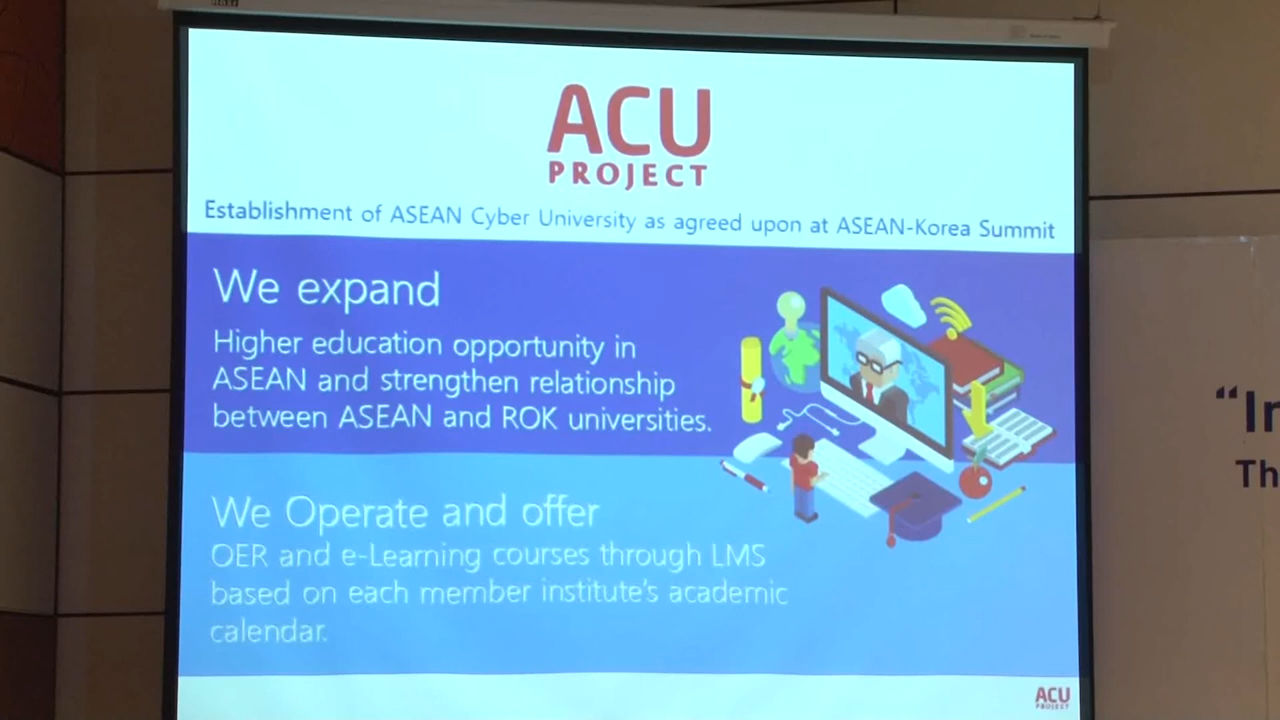 ACU
PROJECT
Establishment of ASEAN Cyber University as agreed upon at ASEAN-Korea Summit
We expand
Higher education opportunity in
ASEAN and strengthen relationship
between ASEAN and ROK universities.
We Operate and offer
OER and e-Learning courses through LMS
based on each member institute's academic
calendar.
ACU
PROJECT